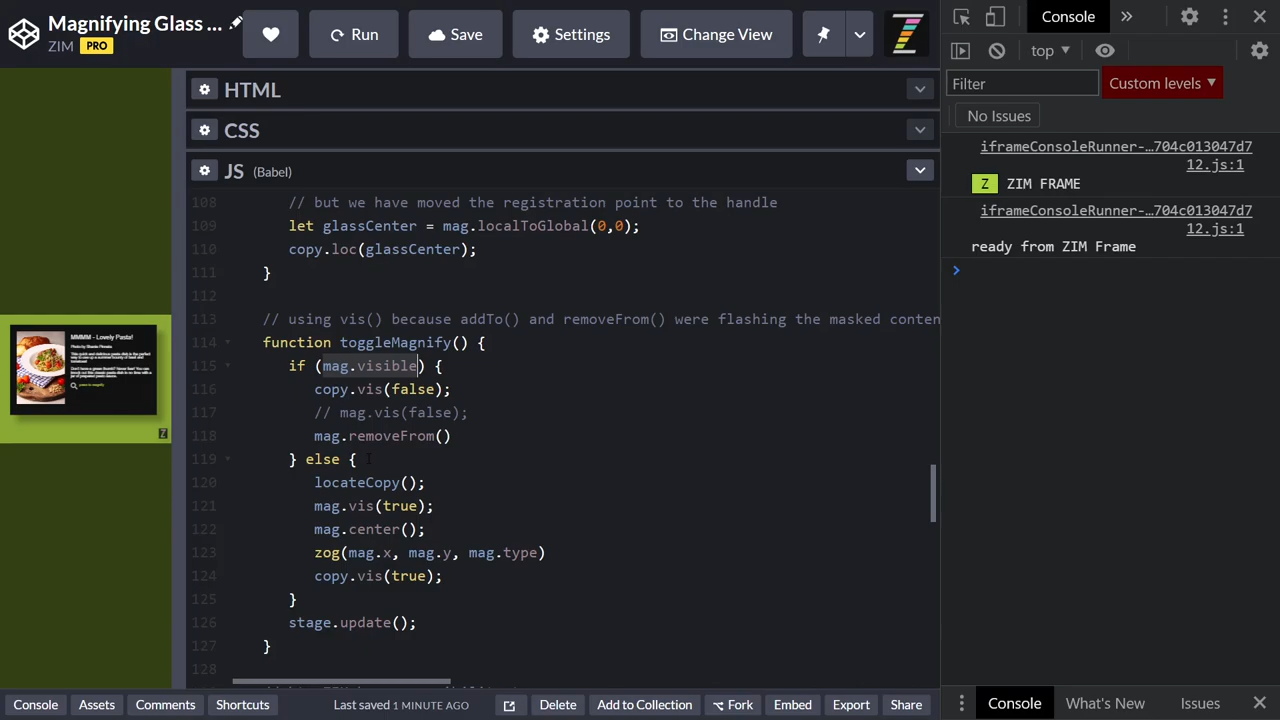 Magnifying Glass ...
ZIM PRO
Run
Save
Settings
Change View
HTML
CSS
JS (Babel)
108 // but we have moved the registration point to the handle
109 let glassCenter = mag.localToGlobal(0,0);
110 copy.loc(glassCenter);
111 }
112
113 // using vis() because addTo() and removeFrom() were flashing the masked conten
114 function toggleMagnify() {
115 if (mag.visible) {
116 copy.vis(false);
117 // mag.vis(false);
118 mag.removeFrom()
119 } else {
120 locateCopy();
121 mag.vis(true);
122 mag.center();
123 zog(mag.x, mag.y, mag.type)
124 copy.vis(true);
125 }
126 stage.update();
127 }
128
MMMM - Lovely Pasta!
Console
Assets
Comments
Shortcuts
Last saved 1 MINUTE AGO
Delete
Add to Collection
Fork
Embed
Export
Share
Console
top
Filter
Custom levels
No Issues
iframeConsoleRunner-…704c013047d7
12.js:1
Z ZIM FRAME
iframeConsoleRunner-…704c013047d7
12.js:1
ready from ZIM Frame
Console
What's New
Issues